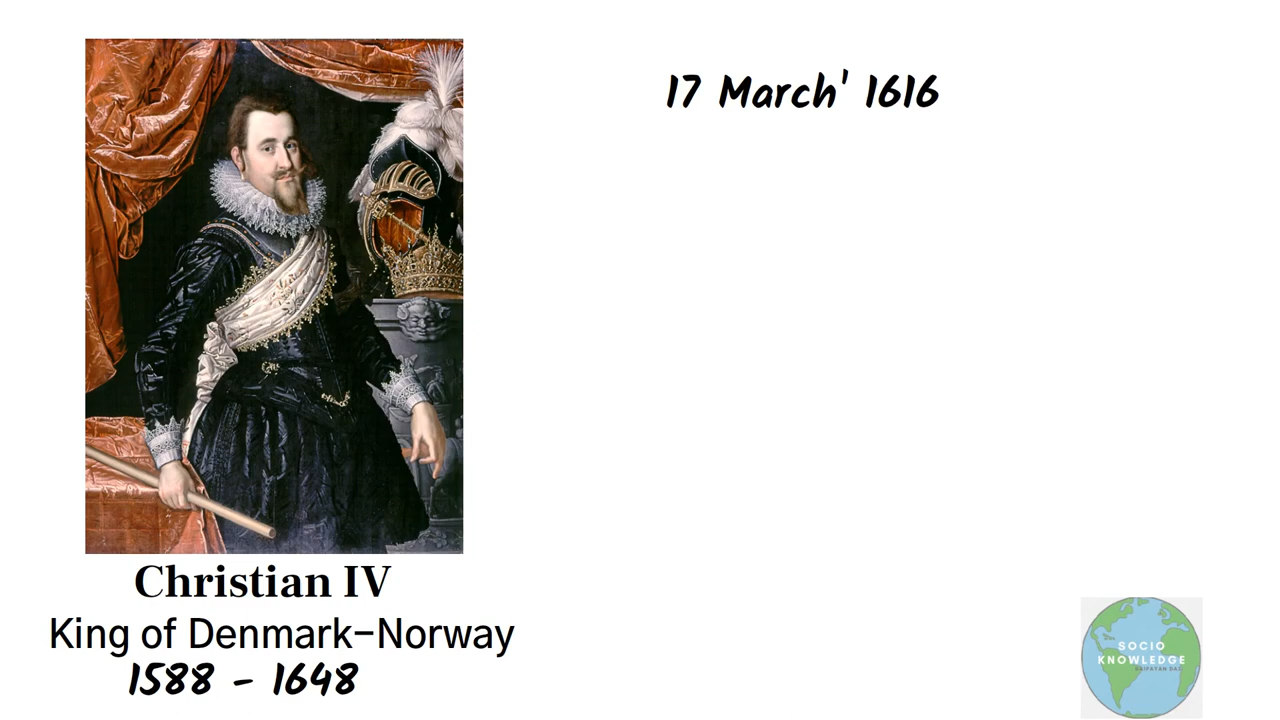 17 March' 1616
Christian IV
King of Denmark-Norway
1588 - 1648
SOCIO
KNOWLEDGE